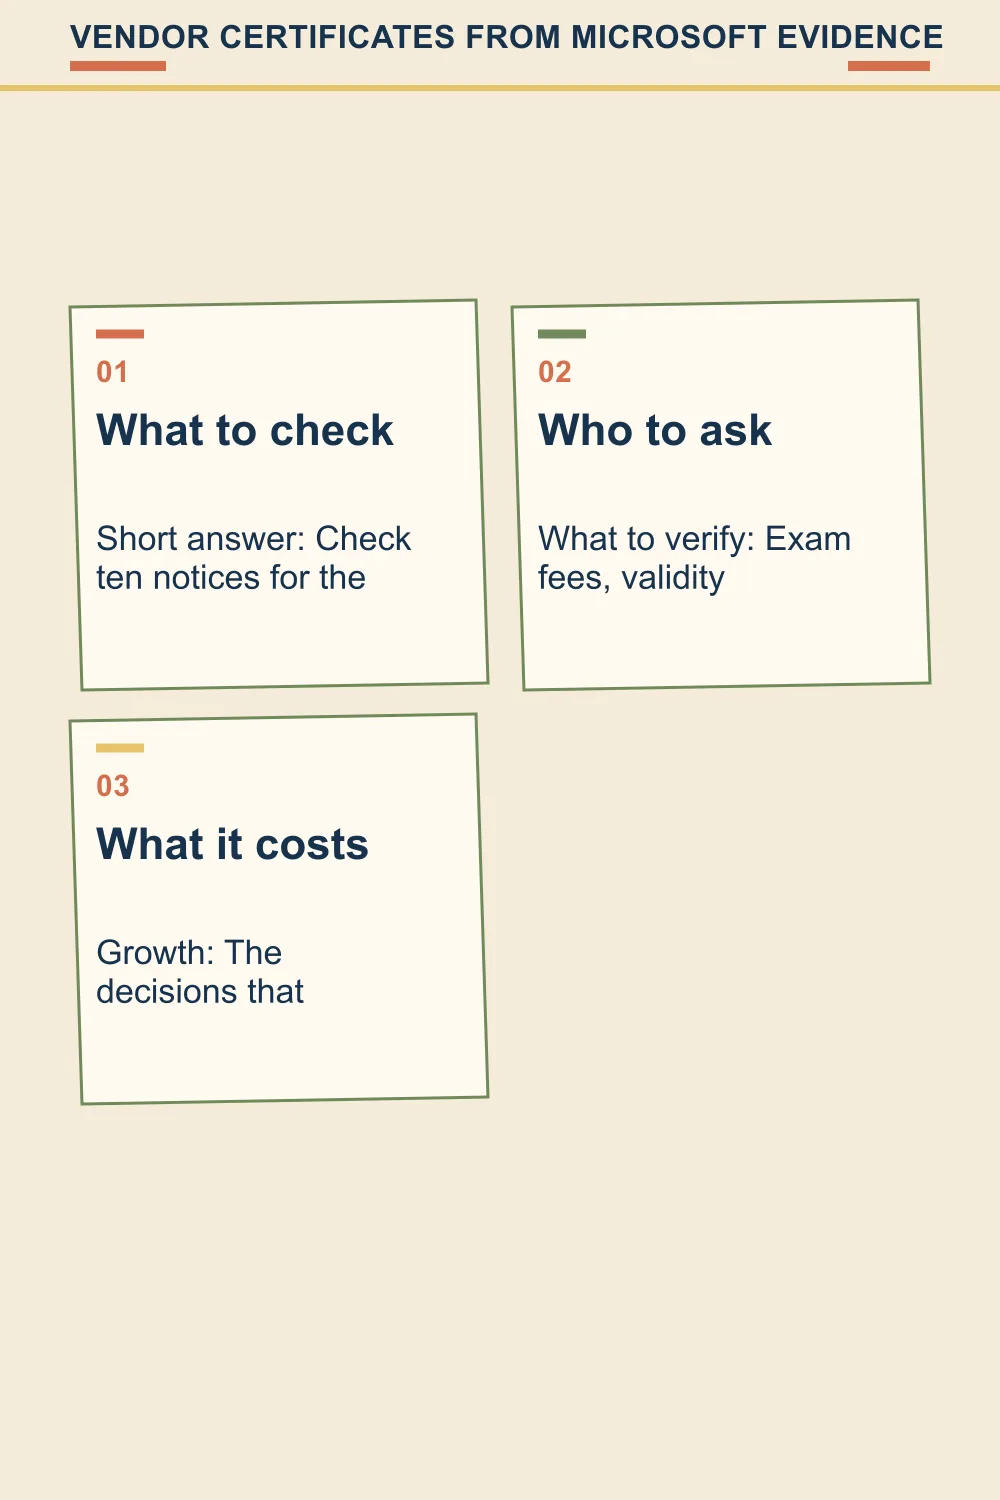 VENDOR CERTIFICATES FROM MICROSOFT EVIDENCE
01
What to check
Short answer: Check
ten notices for the
02
Who to ask
What to verify: Exam
fees, validity
03
What it costs
Growth: The
decisions that